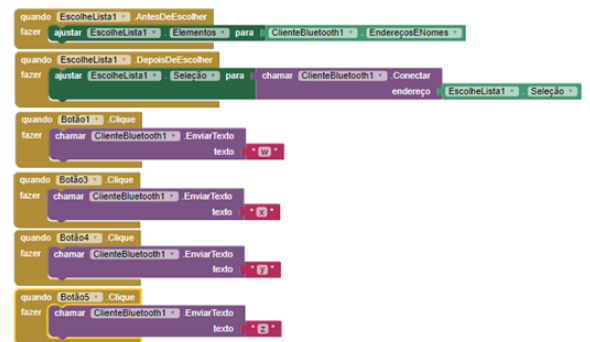 quando EscolheLista1 .AntesDeEscolher
fazer ajustar EscolheLista1 . Elementos para ClienteBluetooth1 . EndereçosENomes
quando EscolheLista1 .DepoisDeEscolher
fazer ajustar EscolheLista1 . Seleção para chamar ClienteBluetooth1 .Conectar
endereço EscolheLista1 . Seleção
quando Botão1 .Clique
fazer chamar ClienteBluetooth1 .EnviarTexto
texto " w "
quando Botão3 .Clique
fazer chamar ClienteBluetooth1 .EnviarTexto
texto " x "
quando Botão4 .Clique
fazer chamar ClienteBluetooth1 .EnviarTexto
texto " y "
quando Botão5 .Clique
fazer chamar ClienteBluetooth1 .EnviarTexto
texto " z "